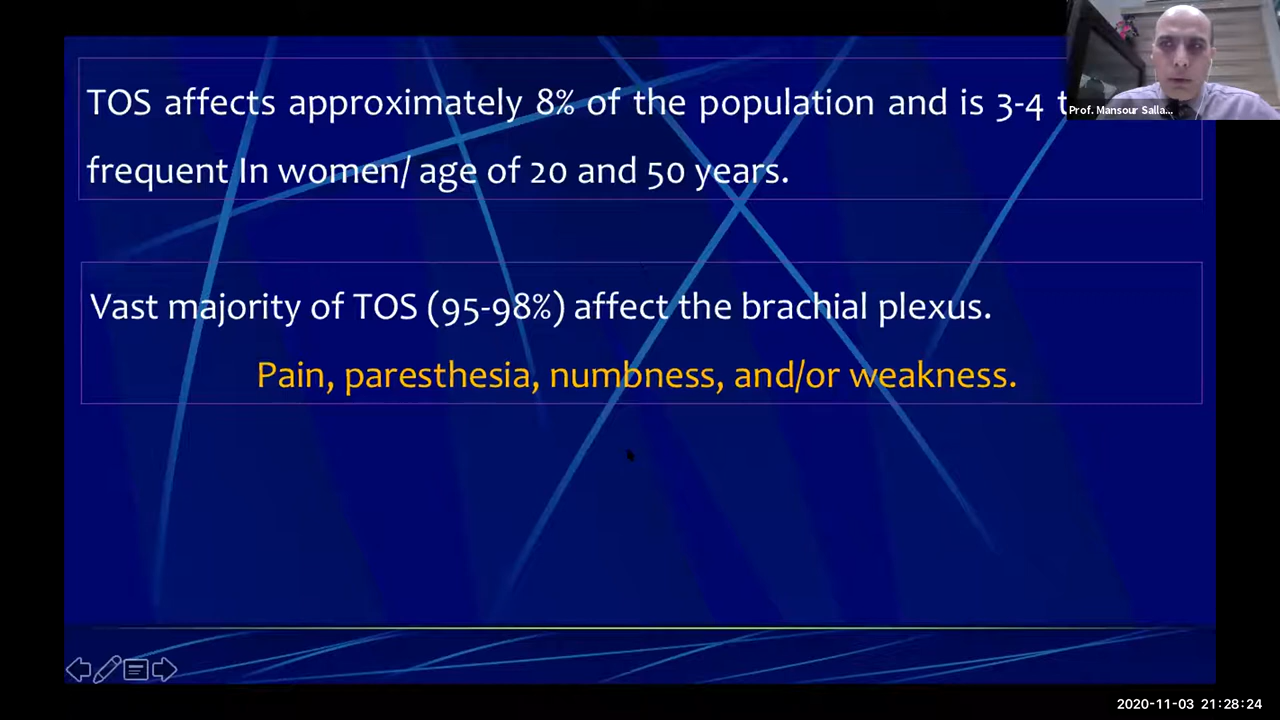 TOS affects approximately 8% of the population and is 3-4
frequent In women/ age of 20 and 50 years.
Vast majority of TOS (95-98%) affect the brachial plexus.
Pain, paresthesia, numbness, and/or weakness.
Prof. Mansour Salla...
2020-11-03 21:28:24